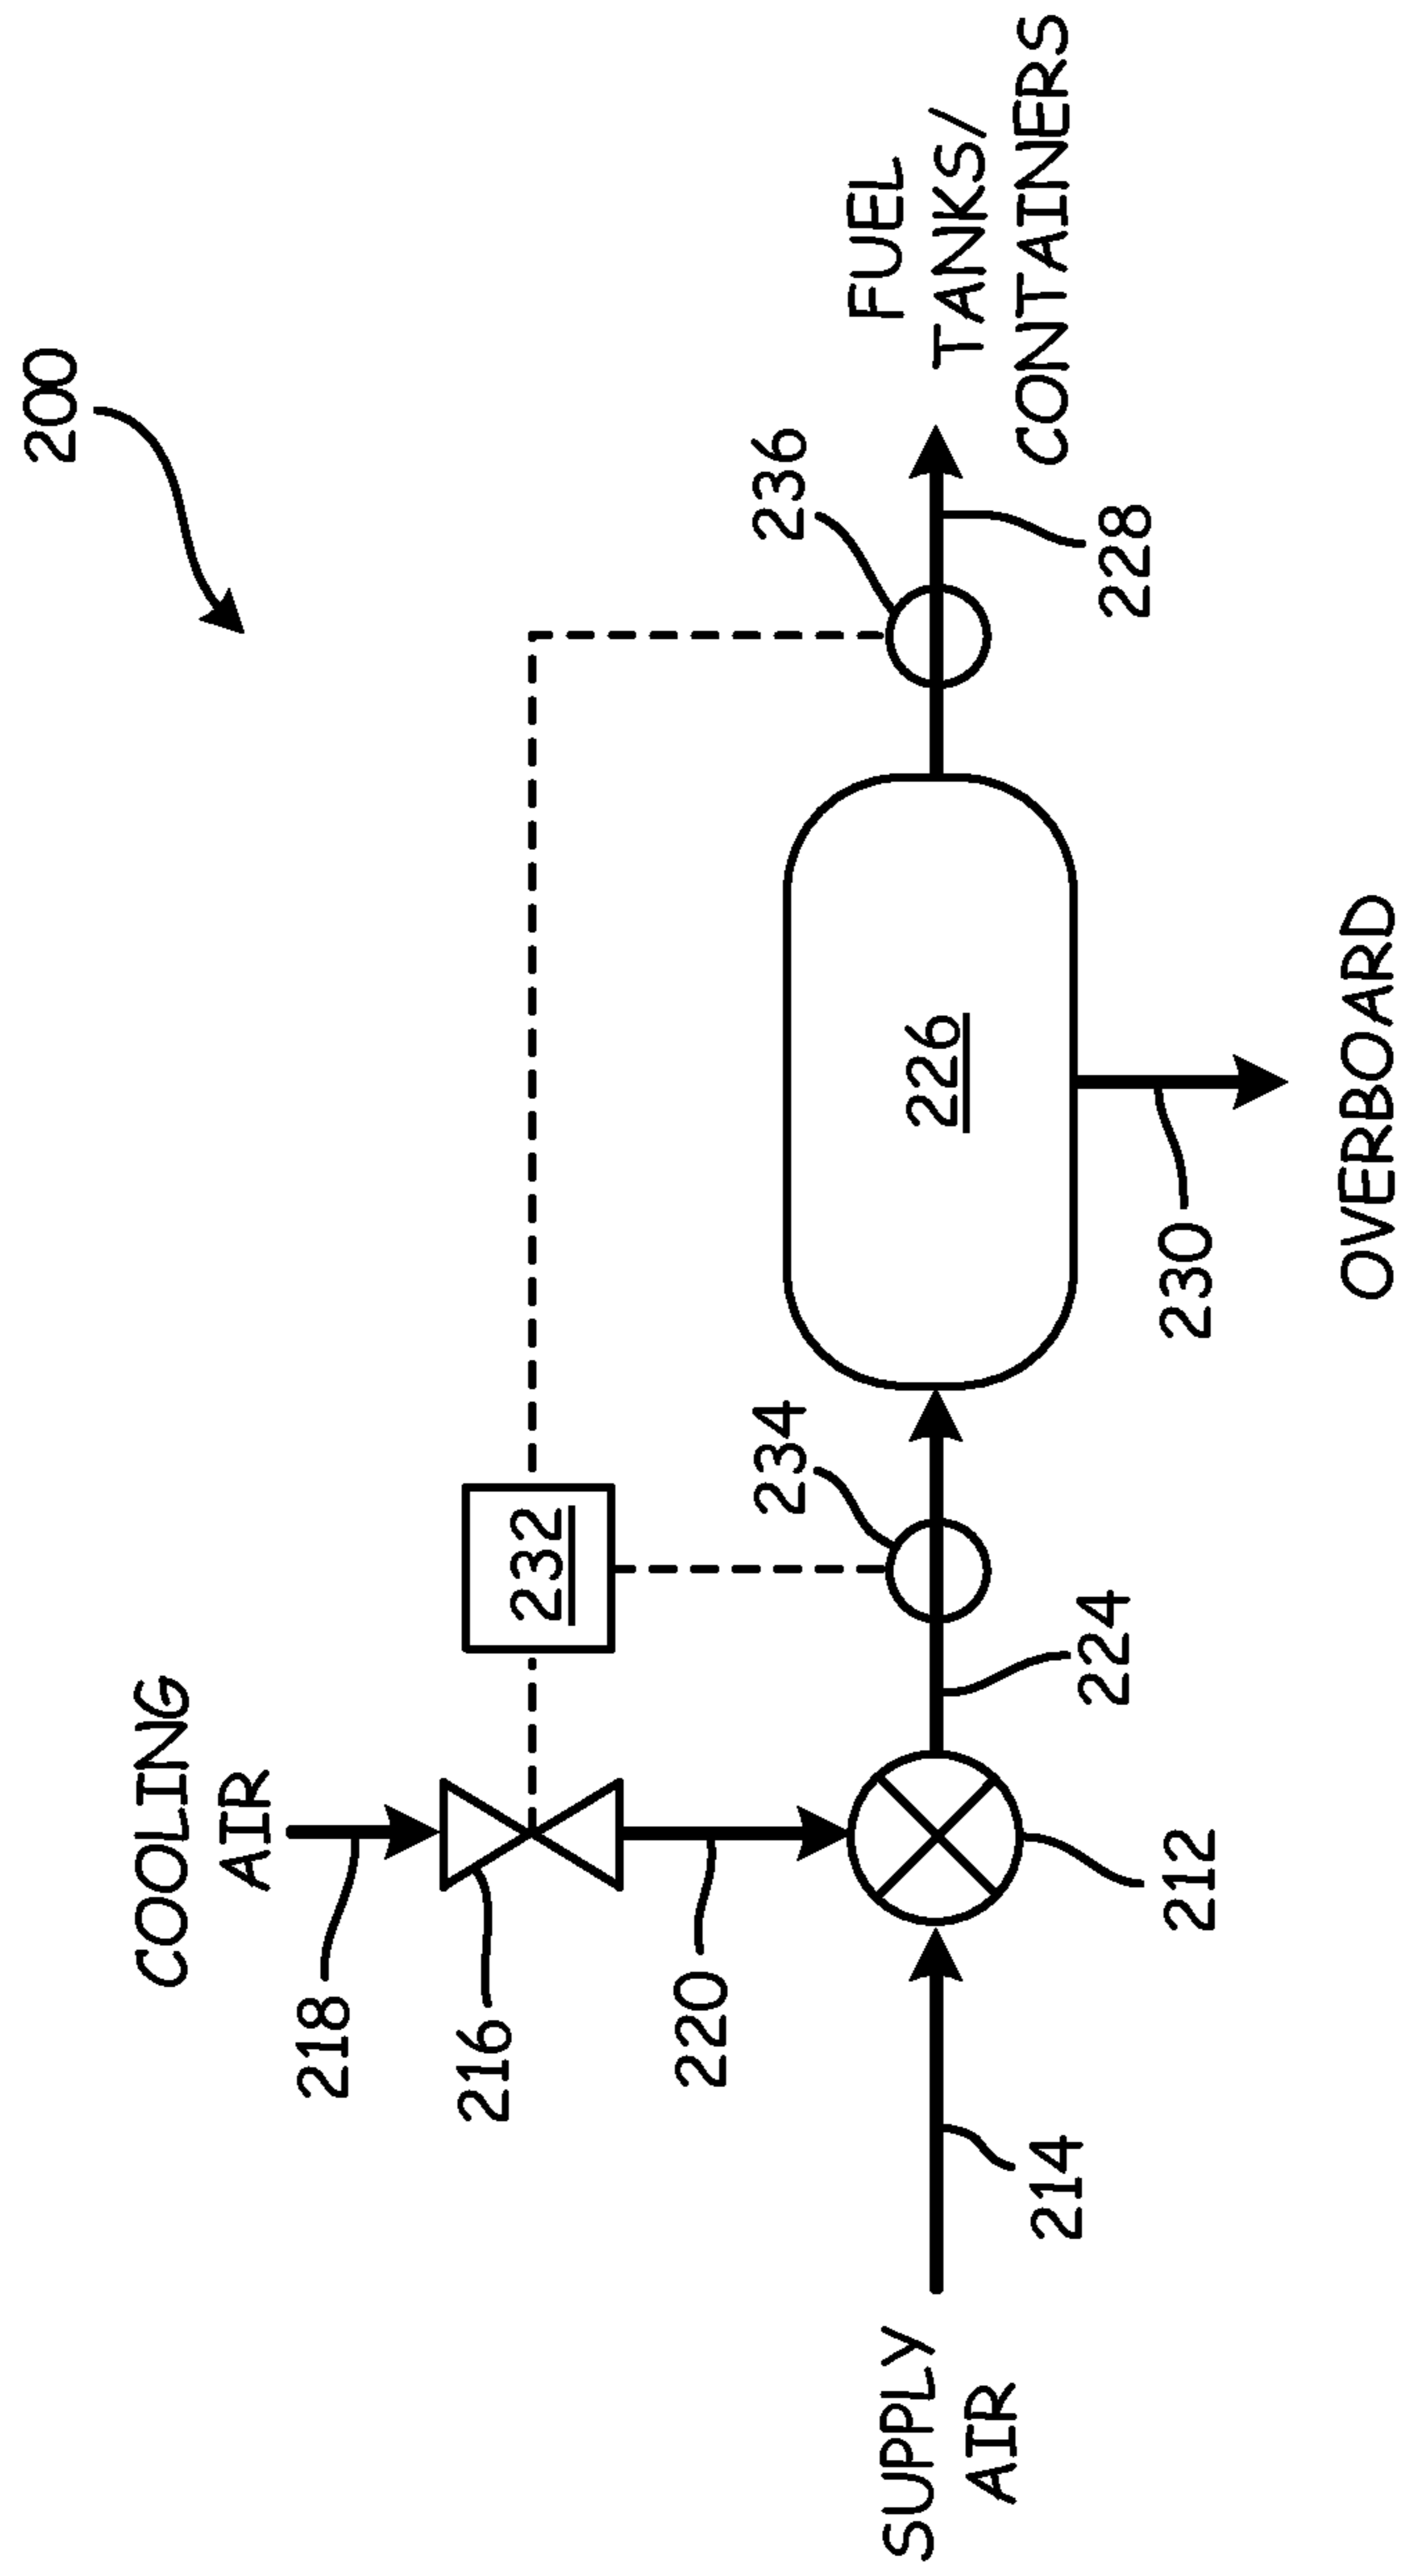 200
COOLING
AIR
218
216
220
232
234
236
FUEL
TANKS/
CONTAINERS
228
226
224
230
212
214
SUPPLY
AIR
OVERBOARD